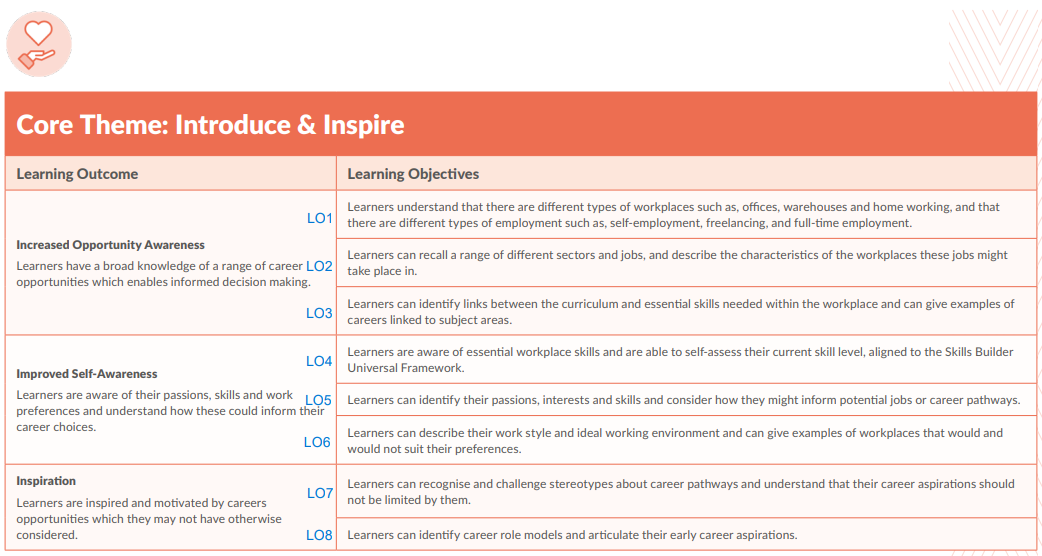 Core Theme: Introduce & Inspire
Learning Outcome
Learning Objectives
Increased Opportunity Awareness
Learners have a broad knowledge of a range of career
opportunities which enables informed decision making.
LO1
Learners understand that there are different types of workplaces such as, offices, warehouses and home working, and that
there are different types of employment such as, self-employment, freelancing, and full-time employment.
LO2
Learners can recall a range of different sectors and jobs, and describe the characteristics of the workplaces these jobs might
take place in.
LO3
Learners can identify links between the curriculum and essential skills needed within the workplace and can give examples of
careers linked to subject areas.
Improved Self-Awareness
Learners are aware of their passions, skills and work
preferences and understand how these could inform their
career choices.
LO4
Learners are aware of essential workplace skills and are able to self-assess their current skill level, aligned to the Skills Builder
Universal Framework.
LO5
Learners can identify their passions, interests and skills and consider how they might inform potential jobs or career pathways.
LO6
Learners can describe their work style and ideal working environment and can give examples of workplaces that would and
would not suit their preferences.
Inspiration
Learners are inspired and motivated by careers
opportunities which they may not have otherwise
considered.
LO7
Learners can recognise and challenge stereotypes about career pathways and understand that their career aspirations should
not be limited by them.
LO8
Learners can identify career role models and articulate their early career aspirations.